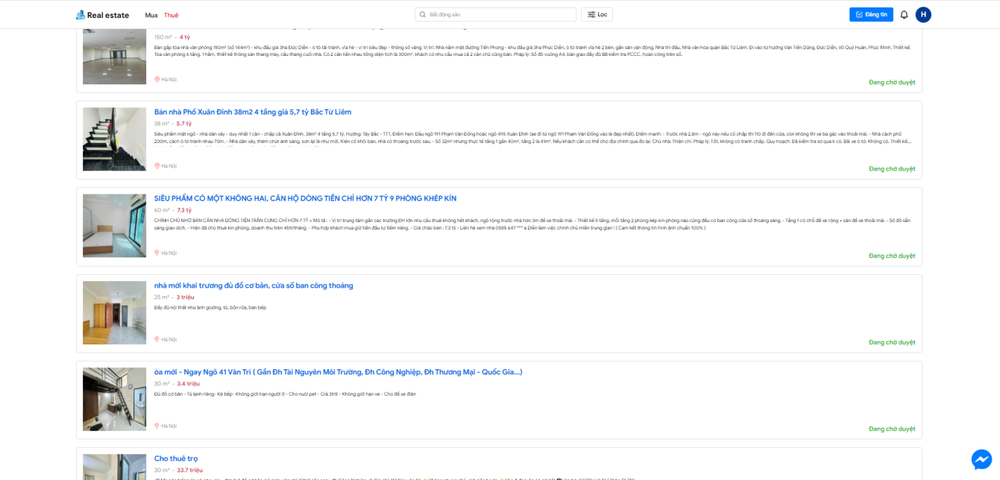 Real estate
Mua
Thuê
Bất động sản
Lọc
Đăng tin
H
150 m² - 4 tỷ
Bán gấp tòa nhà văn phòng 150m² (sổ 144m²) - khu đấu giá 3ha Đức Diễn - ô tô tải tránh, vỉa hè - vị trí siêu đẹp - thông số vàng. Vị trí: Nhà nằm mặt đường Tiền Phong - khu đấu giá 3ha Phúc Diễn, ô tô tránh vỉa hè 2 bên, gần sân vận động, Nhà thi đấu, Nhà văn hóa quận Bắc Từ Liêm. Đi vào từ hướng Văn Tiến Dũng, Đức Diễn, Võ Quý Huân, Phúc Minh. Thiết kế:
Tòa văn phòng 6 tầng, 1 hầm, thiết kế thông sàn thang máy, cầu thang cuối nhà. Có 2 căn liền nhau tổng diện tích là 300m², khách có nhu cầu mua cả 2 căn chủ cũng bán. Pháp lý: Sổ đỏ vuông A4, bàn giao đầy đủ BB kiểm tra PCCC, hoàn công trên sổ.
Hà Nội
Đang chờ duyệt
Bán nhà Phố Xuân Đỉnh 38m2 4 tầng giá 5,7 tỷ Bắc Từ Liêm
38 m² - 5.7 tỷ
Siêu phẩm mặt ngõ - nhà dân xây - duy nhất 1 căn - chấp cả Xuân Đỉnh. 38m² 4 tầng 5,7 tỷ. Hướng: Tây Bắc - TTT. Điểm hẹn: Đầu ngõ 191 Phạm Văn Đồng hoặc ngõ 495 Xuân Đỉnh (ae đi từ ngõ 191 Phạm Văn Đồng vào là đẹp nhất). Điểm mạnh: - Trước nhà 2,8m - ngõ này nếu cố chấp thì I10 đi đến cửa, còn không thì xe ba gác vào thoải mái. - Nhà cách phố
200m, cách ô tô tránh nhau 70m. - Nhà dân xây, thêm chút ánh sáng, sơn lại là như mới. Kiên cố khỏi bàn, nhà có thoáng trước sau. - Sổ 32m² nhưng thực tế tầng 1 gần 40m², tầng 2 là 41m². Nếu khách cần có thể cho địa chính qua đo lại. Chủ nhà: Thiện chí. Pháp lý: Tốt, không có tranh chấp. Quy hoạch: Đã kiểm tra sơ qua k có. Bãi xe ô tô: Không có. Thiết kế:...
Hà Nội
Đang chờ duyệt
SIÊU PHẨM CÓ MỘT KHÔNG HAI, CĂN HỘ DÒNG TIỀN CHỈ HƠN 7 TỶ 9 PHÒNG KHÉP KÍN
60 m² - 7.3 tỷ
CHÍNH CHỦ NHỜ BÁN CĂN NHÀ DÒNG TIỀN TRẦN CUNG CHỈ HƠN 7 TỶ + Mô tả : - Vị trí trung tâm gần các trường ĐH lớn nhu cầu thuê không hết khách, ngõ rộng trước nhà hơn 3m để xe thoải mái. - Thiết kế 5 tầng, mỗi tầng 2 phòng kép kín phòng nào cũng đều có ban công cửa sổ thoáng sáng. - Tầng 1 có chỗ để xe rộng + sân để xe thoải mái. - Sổ đỏ sẵn
sàng giao dịch. - Hiện đã cho thuê kín phòng, doanh thu trên 45tr/tháng. - Phù hợp khách mua giữ tiền đầu tư tiềm năng. - Giá chào bán : 7.3 tỷ - Liên hệ xem nhà 0585 647 *** a Diễn làm việc chính chủ miễn trung gian ! ( Cam kết thông tin hình ảnh chuẩn 100% )
Hà Nội
Đang chờ duyệt
nhà mới khai trương đủ đồ cơ bản, cửa sổ ban công thoáng
25 m² - 3 triệu
Đầy đủ nội thất như ảnh giường, tủ, bồn rửa, bàn bếp
Hà Nội
Đang chờ duyệt
ỏa mới - Ngay Ngõ 41 Văn Trì ( Gần Đh Tài Nguyên Môi Trường, Đh Công Nghiệp, Đh Thương Mại - Quốc Gia...)
30 m² - 3.4 triệu
Đủ đồ cơ bản - Tủ lạnh riêng- Kệ bếp- Không giới hạn người ở - Cho nuôi pet - Giá 3tr8 - Không giới hạn xe - Cho để xe điện
Hà Nội
Đang chờ duyệt
Cho thuê trọ
30 m² - 33.7 triệu